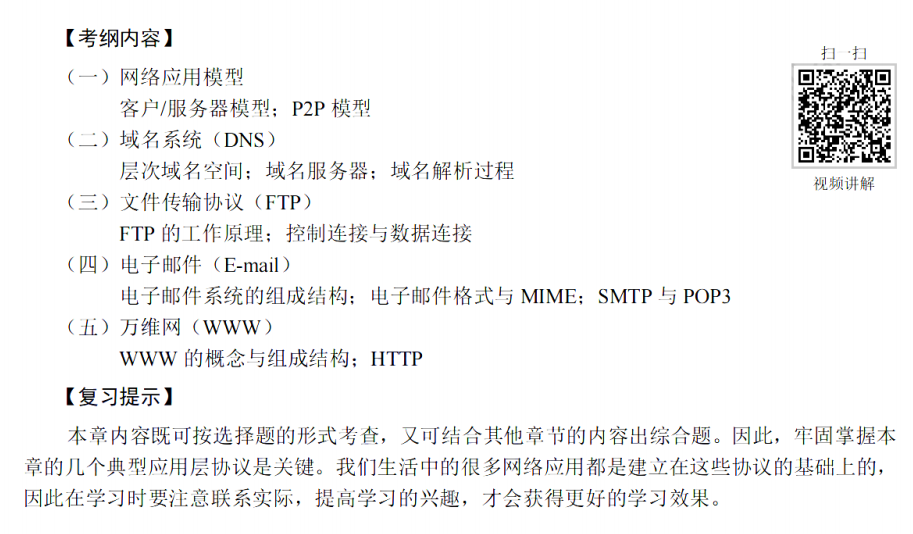 【考纲内容】
扫一扫
（一）网络应用模型
客户/服务器模型；P2P 模型
（二）域名系统（DNS）
层次域名空间；域名服务器；域名解析过程
视频讲解
（三）文件传输协议（FTP）
FTP 的工作原理；控制连接与数据连接
（四）电子邮件（E-mail）
电子邮件系统的组成结构；电子邮件格式与 MIME；SMTP 与 POP3
（五）万维网（WWW）
WWW 的概念与组成结构；HTTP
【复习提示】
本章内容既可按选择题的形式考查，又可结合其他章节的内容出综合题。因此，牢固掌握本
章的几个典型应用层协议是关键。我们生活中的很多网络应用都是建立在这些协议的基础上的，
因此在学习时要注意联系实际，提高学习的兴趣，才会获得更好的学习效果。